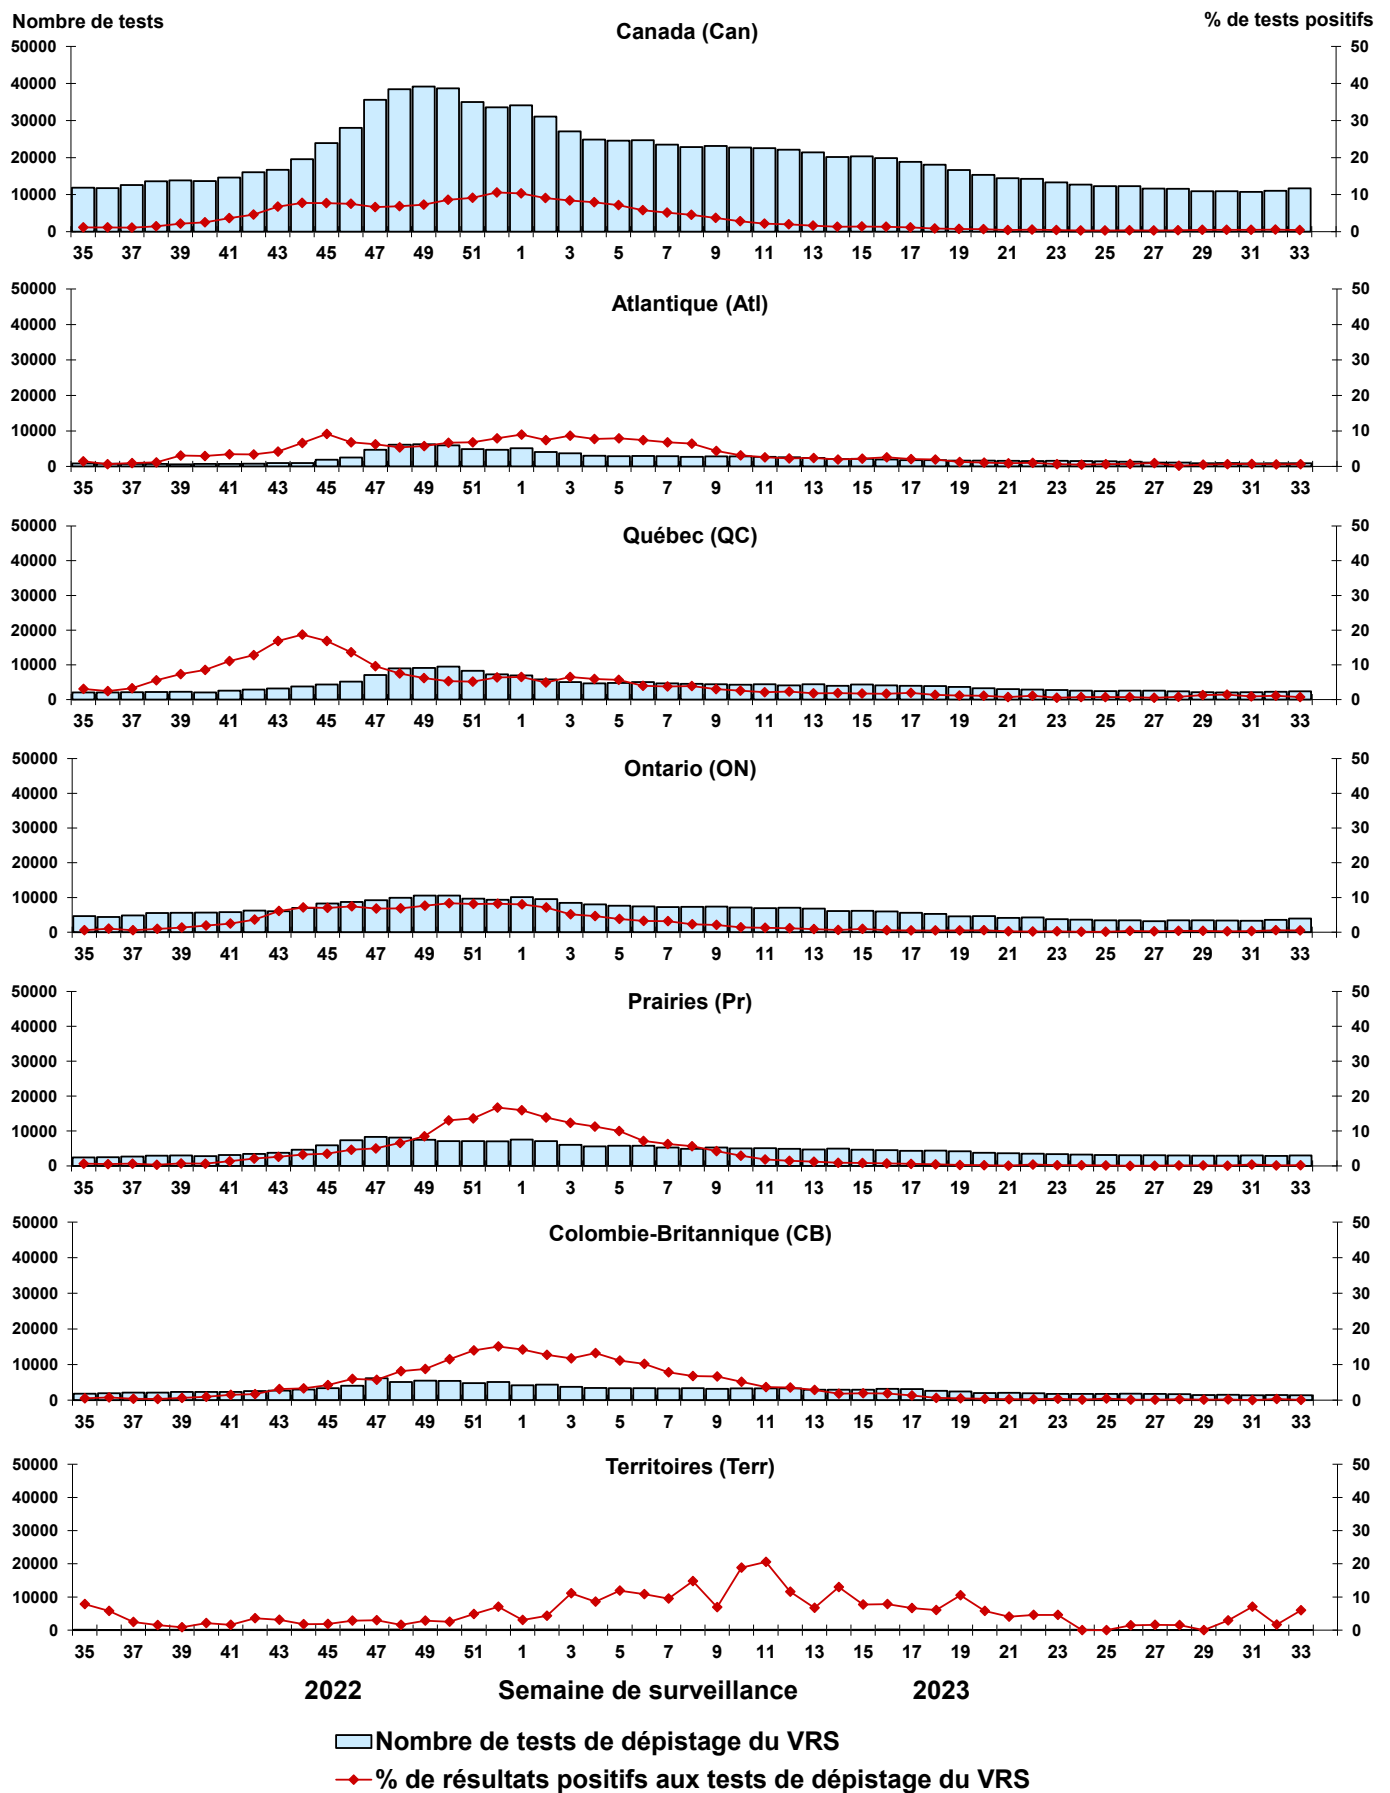 Nombre de tests % de tests positifs
Canada (Can)
50000 50
40000 40
30000 30
20000 20
10000 10
0 0
35 37 39 41 43 45 47 49 51 1 3 5 7 9 11 13 15 17 19 21 23 25 27 29 31 33
Atlantique (Atl)
50000 50
40000 40
30000 30
20000 20
10000 10
0 0
35 37 39 41 43 45 47 49 51 1 3 5 7 9 11 13 15 17 19 21 23 25 27 29 31 33
Québec (QC)
50000 50
40000 40
30000 30
20000 20
10000 10
0 0
35 37 39 41 43 45 47 49 51 1 3 5 7 9 11 13 15 17 19 21 23 25 27 29 31 33
Ontario (ON)
50000 50
40000 40
30000 30
20000 20
10000 10
0 0
35 37 39 41 43 45 47 49 51 1 3 5 7 9 11 13 15 17 19 21 23 25 27 29 31 33
Prairies (Pr)
50000 50
40000 40
30000 30
20000 20
10000 10
0 0
35 37 39 41 43 45 47 49 51 1 3 5 7 9 11 13 15 17 19 21 23 25 27 29 31 33
Colombie-Britannique (CB)
50000 50
40000 40
30000 30
20000 20
10000 10
0 0
35 37 39 41 43 45 47 49 51 1 3 5 7 9 11 13 15 17 19 21 23 25 27 29 31 33
Territoires (Terr)
50000 50
40000 40
30000 30
20000 20
10000 10
0 0
35 37 39 41 43 45 47 49 51 1 3 5 7 9 11 13 15 17 19 21 23 25 27 29 31 33
2022 Semaine de surveillance 2023
Nombre de tests de dépistage du VRS
% de résultats positifs aux tests de dépistage du VRS